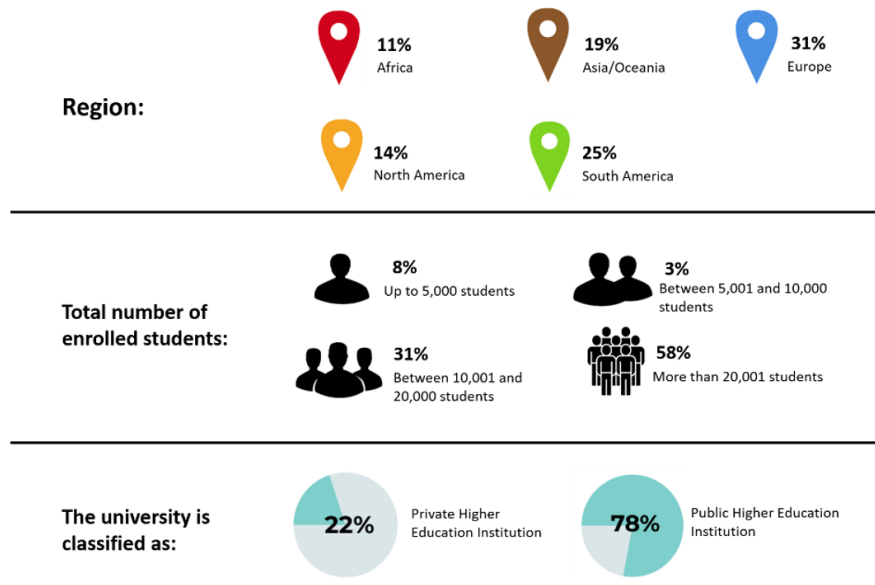 11%
Africa
19%
Asia/Oceania
31%
Europe
Region:
14%
North America
25%
South America
Total number of
enrolled students:
8%
Up to 5,000 students
3%
Between 5,001 and 10,000
students
31%
Between 10,001 and
20,000 students
58%
More than 20,001 students
The university is
classified as:
22%
Private Higher
Education Institution
78%
Public Higher Education
Institution